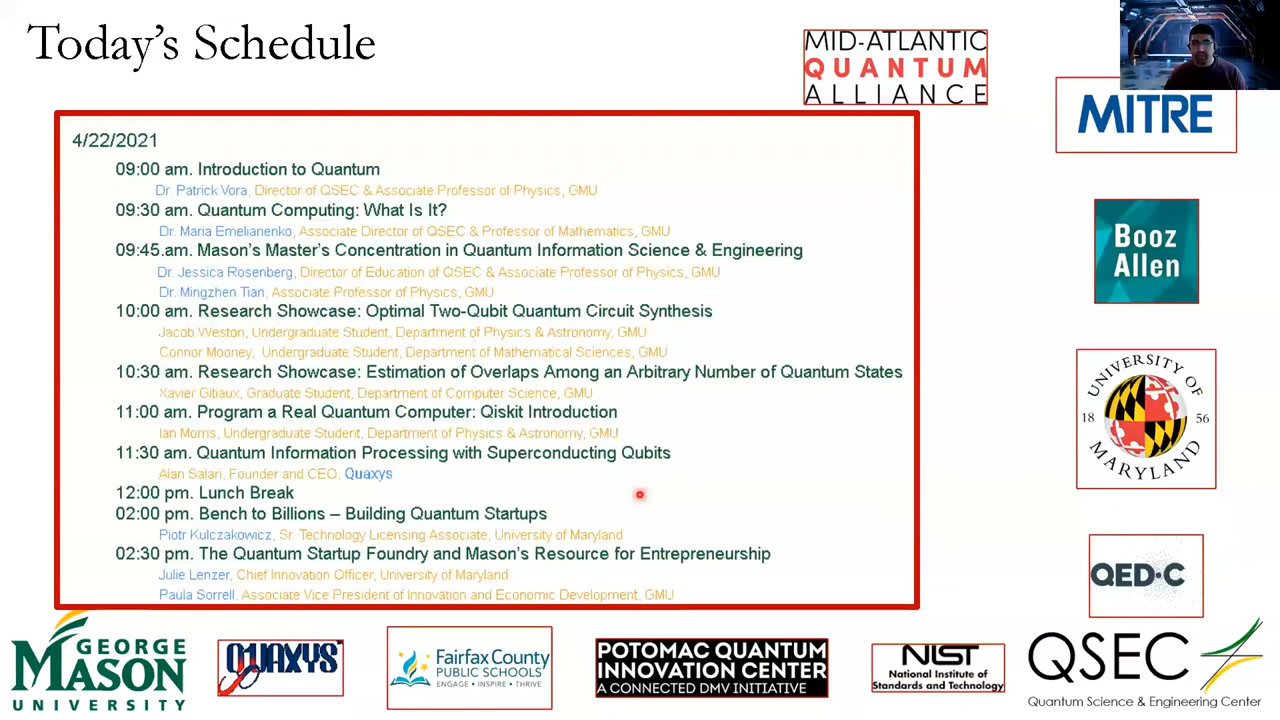 Today's Schedule
MID-ATLANTIC
QUANTUM
ALLIANCE
MITRE
4/22/2021
09:00 am. Introduction to Quantum
Dr. Patrick Vora, Director of QSEC & Associate Professor of Physics, GMU
09:30 am. Quantum Computing: What Is It?
Dr. Maria Emelianenko, Associate Director of QSEC & Professor of Mathematics, GMU
09:45.am. Mason's Master's Concentration in Quantum Information Science & Engineering
Dr. Jessica Rosenberg, Director of Education of QSEC & Associate Professor of Physics, GMU
Dr. Mingzhen Tian, Associate Professor of Physics, GMU
10:00 am. Research Showcase: Optimal Two-Qubit Quantum Circuit Synthesis
Jacob Weston, Undergraduate Student, Department of Physics & Astronomy, GMU
Connor Mooney, Undergraduate Student, Department of Mathematical Sciences, GMU
10:30 am. Research Showcase: Estimation of Overlaps Among an Arbitrary Number of Quantum States
Xavier Gitiaux, Graduate Student, Department of Computer Science, GMU
11:00 am. Program a Real Quantum Computer: Qiskit Introduction
Ian Morris, Undergraduate Student, Department of Physics & Astronomy, GMU
11:30 am. Quantum Information Processing with Superconducting Qubits
Alan Salari, Founder and CEO, Quaxys
12:00 pm. Lunch Break
02:00 pm. Bench to Billions – Building Quantum Startups
Piotr Kulczakowicz, Sr. Technology Licensing Associate, University of Maryland
02:30 pm. The Quantum Startup Foundry and Mason's Resource for Entrepreneurship
Julie Lenzer, Chief Innovation Officer, University of Maryland
Paula Sorrell, Associate Vice President of Innovation and Economic Development, GMU
Booz
Allen
UNIVERSITY OF
18 56
MARYLAND
QED·C
GEORGE
MASON
UNIVERSITY
QUAXYS
Fairfax County
PUBLIC SCHOOLS
ENGAGE • INSPIRE • THRIVE
POTOMAC QUANTUM
INNOVATION CENTER
A CONNECTED DMV INITIATIVE
NIST
National Institute of
Standards and Technology
QSEC
Quantum Science & Engineering Center